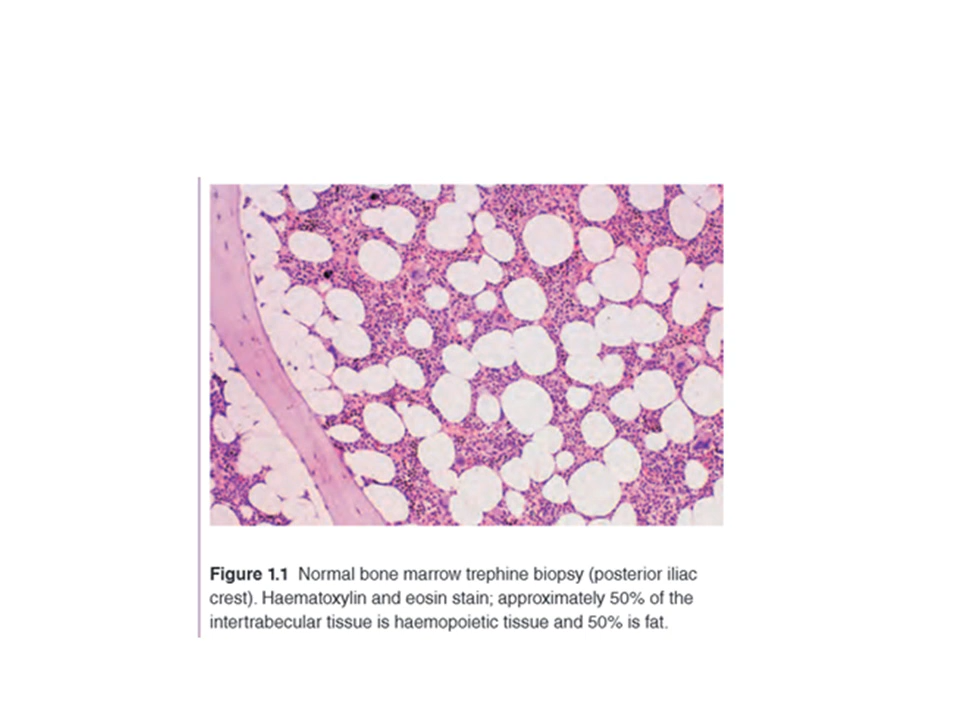 Figure 1.1 Normal bone marrow trephine biopsy (posterior iliac
crest). Haematoxylin and eosin stain; approximately 50% of the
intertrabecular tissue is haemopoietic tissue and 50% is fat.